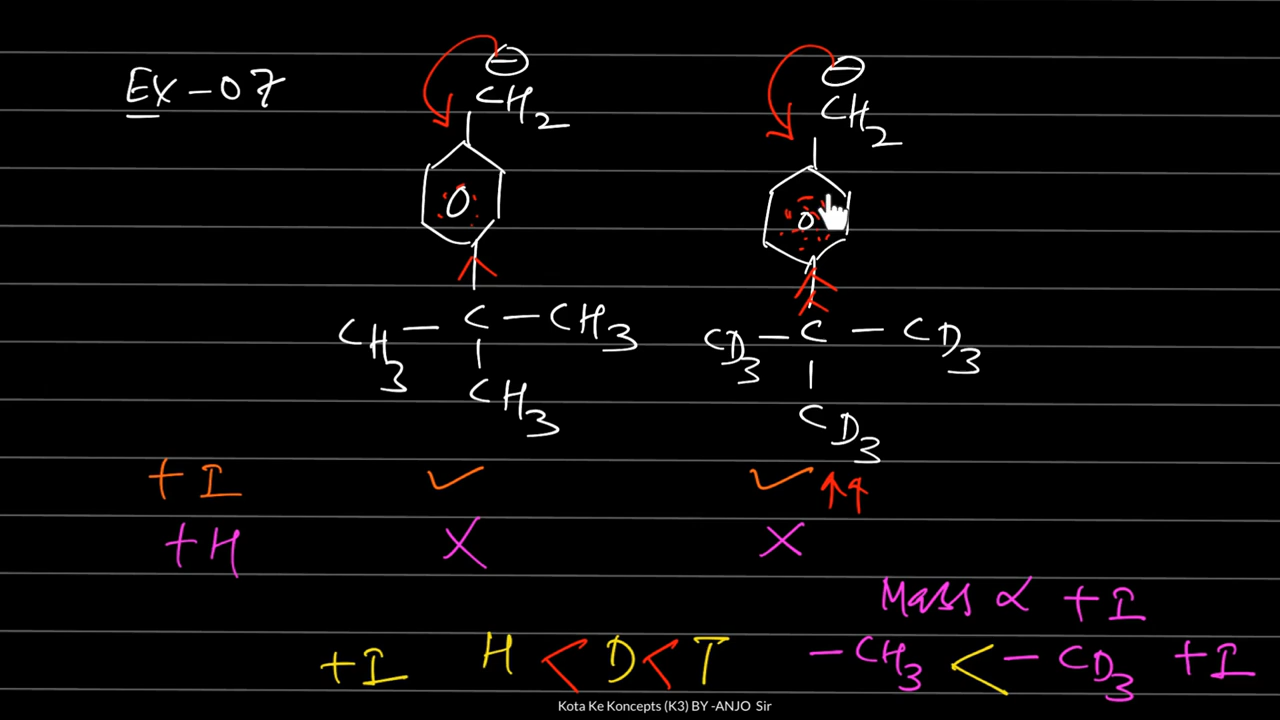 Ex-07
⊖ ⊖
CH2 CH2
CH3 - C - CH3 CD3 - C - CD3
CH3 CD3
+I ✓ ✓ ↑↑
+H X X
Mass ∝ +I
+I H < D < T -CH3 < -CD3 +I
Kota Ke Koncepts (K3) BY -ANJO Sir